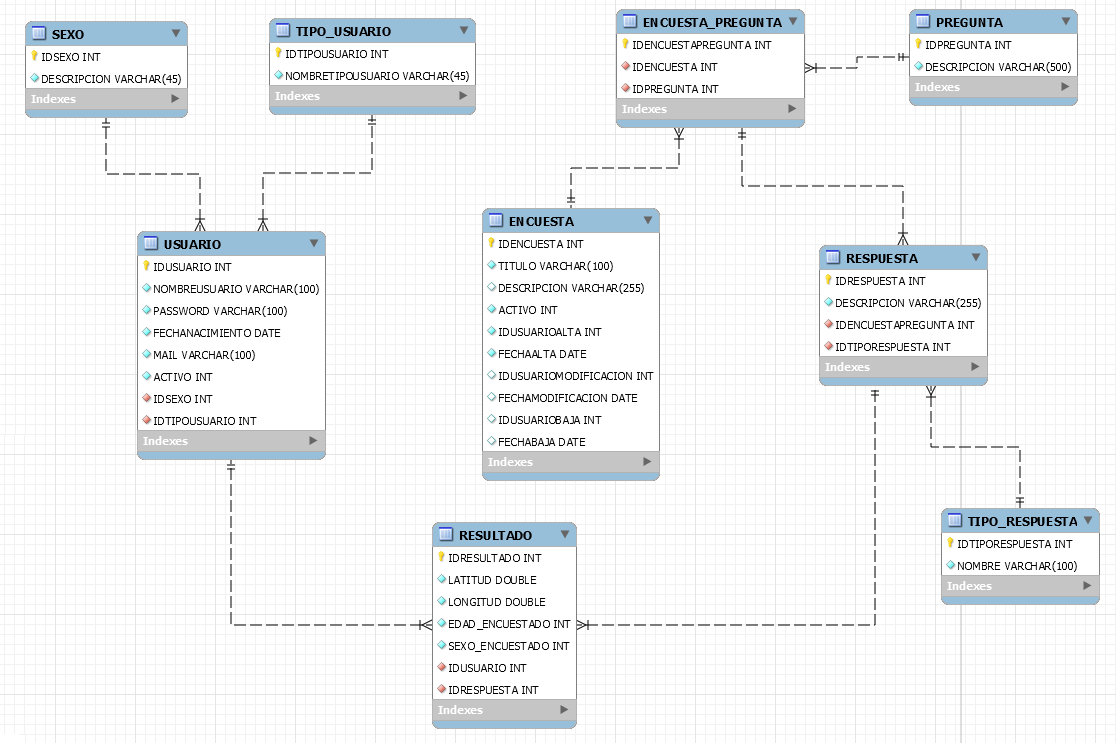 SEXO
IDSEXO INT
DESCRIPCION VARCHAR(45)
Indexes
TIPO_USUARIO
IDTIPOUSUARIO INT
NOMBRETIPOUSUARIO VARCHAR(45)
Indexes
ENCUESTA_PREGUNTA
IDENCUESTAPREGUNTA INT
IDENCUESTA INT
IDPREGUNTA INT
Indexes
PREGUNTA
IDPREGUNTA INT
DESCRIPCION VARCHAR(500)
Indexes
USUARIO
IDUSUARIO INT
NOMBREUSUARIO VARCHAR(100)
PASSWORD VARCHAR(100)
FECHANACIMIENTO DATE
MAIL VARCHAR(100)
ACTIVO INT
IDSEXO INT
IDTIPOUSUARIO INT
Indexes
ENCUESTA
IDENCUESTA INT
TITULO VARCHAR(100)
DESCRIPCION VARCHAR(255)
ACTIVO INT
IDUSUARIOALTA INT
FECHAALTA DATE
IDUSUARIOMODIFICACION INT
FECHAMODIFICACION DATE
IDUSUARIOBAJA INT
FECHABAJA DATE
Indexes
RESPUESTA
IDRESPUESTA INT
DESCRIPCION VARCHAR(255)
IDENCUESTAPREGUNTA INT
IDTIPORESPUESTA INT
Indexes
RESULTADO
IDRESULTADO INT
LATITUD DOUBLE
LONGITUD DOUBLE
EDAD_ENCUESTADO INT
SEXO_ENCUESTADO INT
IDUSUARIO INT
IDRESPUESTA INT
Indexes
TIPO_RESPUESTA
IDTIPORESPUESTA INT
NOMBRE VARCHAR(100)
Indexes